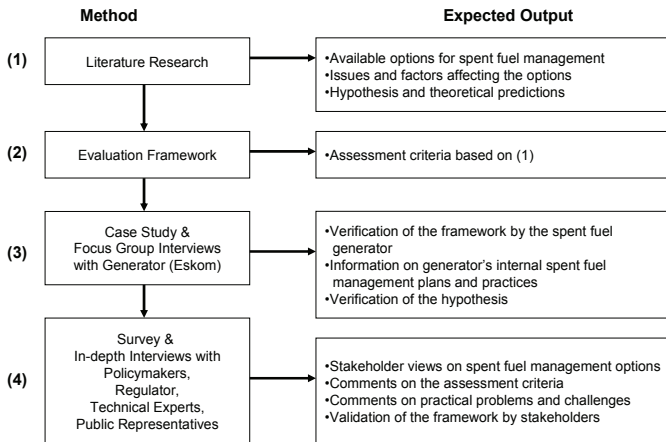 Method
Expected Output
(1)
Literature Research
•Available options for spent fuel management
•Issues and factors affecting the options
•Hypothesis and theoretical predictions
(2)
Evaluation Framework
•Assessment criteria based on (1)
(3)
Case Study &
Focus Group Interviews
with Generator (Eskom)
•Verification of the framework by the spent fuel
generator
•Information on generator's internal spent fuel
management plans and practices
•Verification of the hypothesis
(4)
Survey &
In-depth Interviews with
Policymakers,
Regulator,
Technical Experts,
Public Representatives
•Stakeholder views on spent fuel management options
•Comments on the assessment criteria
•Comments on practical problems and challenges
•Validation of the framework by stakeholders